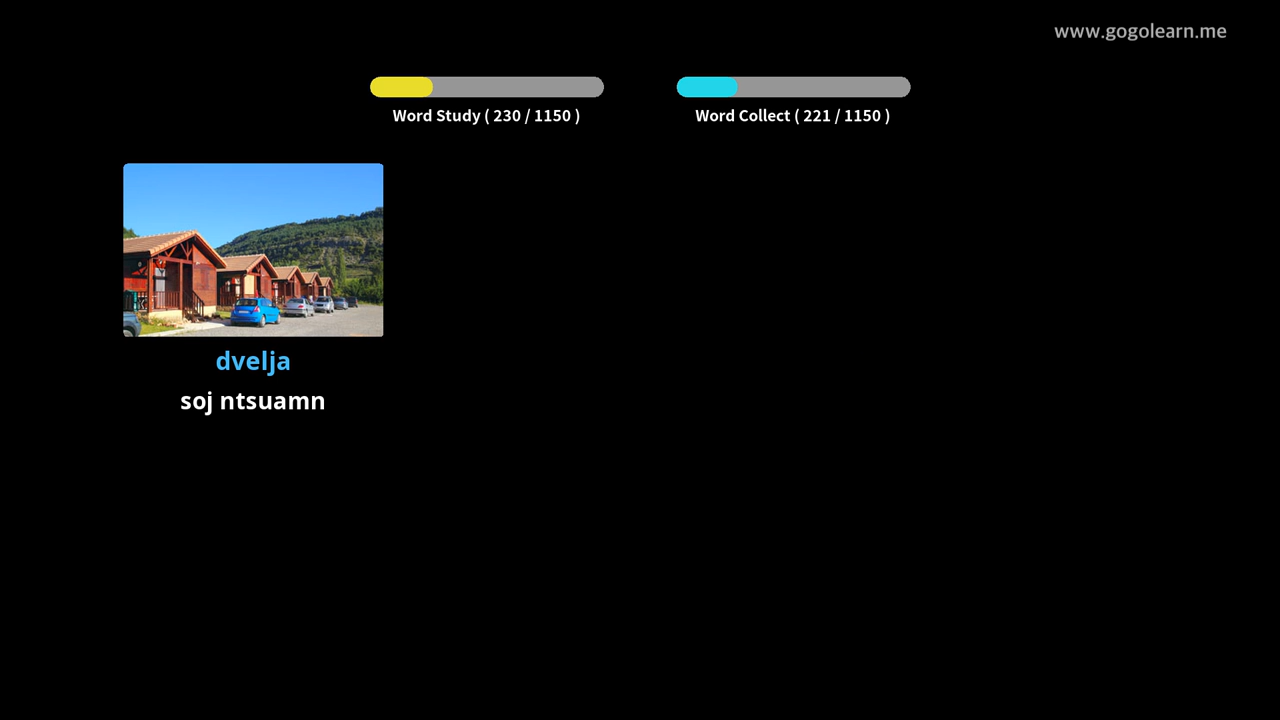 www.gogolearn.me
Word Study ( 230 / 1150 )
Word Collect ( 221 / 1150 )
dvelja
soj ntsuamn